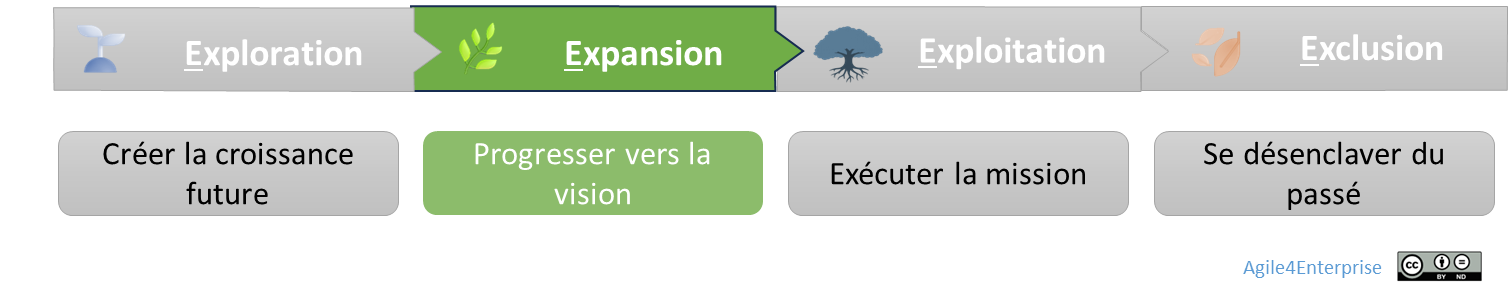 Exploration
Expansion
Exploitation
Exclusion
Créer la croissance
future
Progresser vers la
vision
Exécuter la mission
Se désenclaver du
passé
Agile4Enterprise
CC BY ND